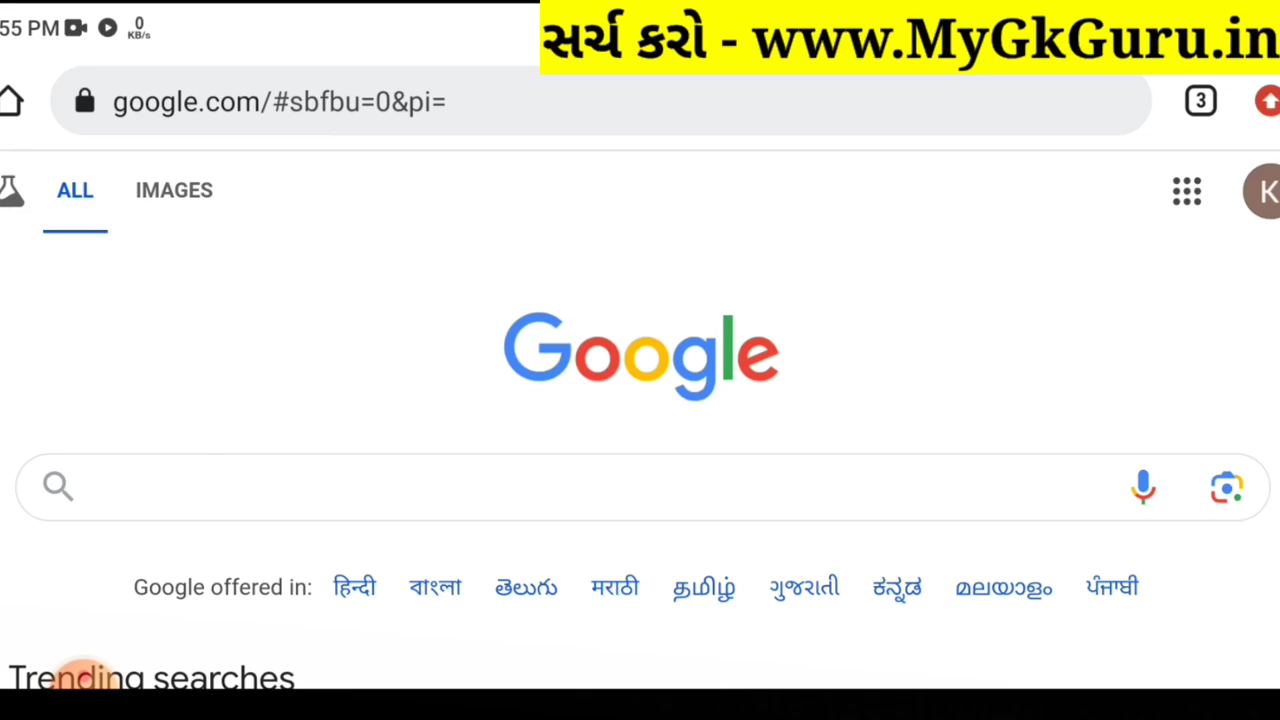 55 PM 0 KB/s
સર્ચ કરો - www.MyGkGuru.in
google.com/#sbfbu=0&pi=
3
ALL IMAGES
K
Google
Google offered in: हिन्दी বাংলা తెలుగు मराठी தமிழ் ગુજરાતી ಕನ್ನಡ മലയാളം ਪੰਜਾਬੀ
Trending searches